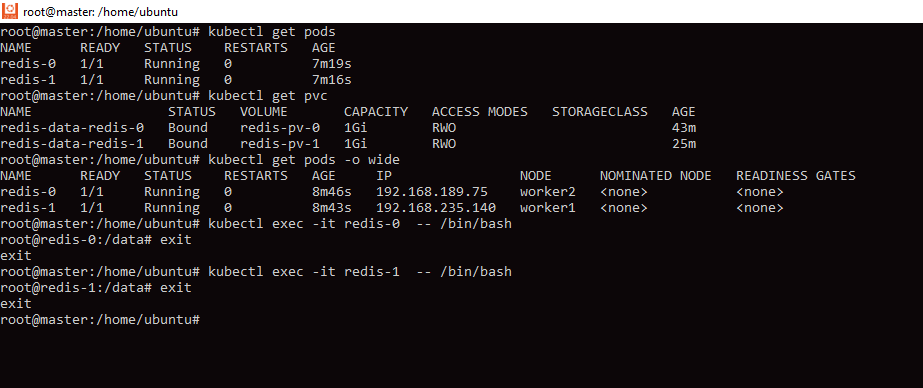 root@master: /home/ubuntu
root@master:/home/ubuntu# kubectl get pods
NAME      READY   STATUS    RESTARTS   AGE
redis-0   1/1     Running   0          7m19s
redis-1   1/1     Running   0          7m16s
root@master:/home/ubuntu# kubectl get pvc
NAME                 STATUS   VOLUME       CAPACITY   ACCESS MODES   STORAGECLASS   AGE
redis-data-redis-0   Bound    redis-pv-0   1Gi        RWO                           43m
redis-data-redis-1   Bound    redis-pv-1   1Gi        RWO                           25m
root@master:/home/ubuntu# kubectl get pods -o wide
NAME      READY   STATUS    RESTARTS   AGE     IP                NODE      NOMINATED NODE   READINESS GATES
redis-0   1/1     Running   0          8m46s   192.168.189.75    worker2   <none>           <none>
redis-1   1/1     Running   0          8m43s   192.168.235.140   worker1   <none>           <none>
root@master:/home/ubuntu# kubectl exec -it redis-0  -- /bin/bash
root@redis-0:/data# exit
exit
root@master:/home/ubuntu# kubectl exec -it redis-1  -- /bin/bash
root@redis-1:/data# exit
exit
root@master:/home/ubuntu#